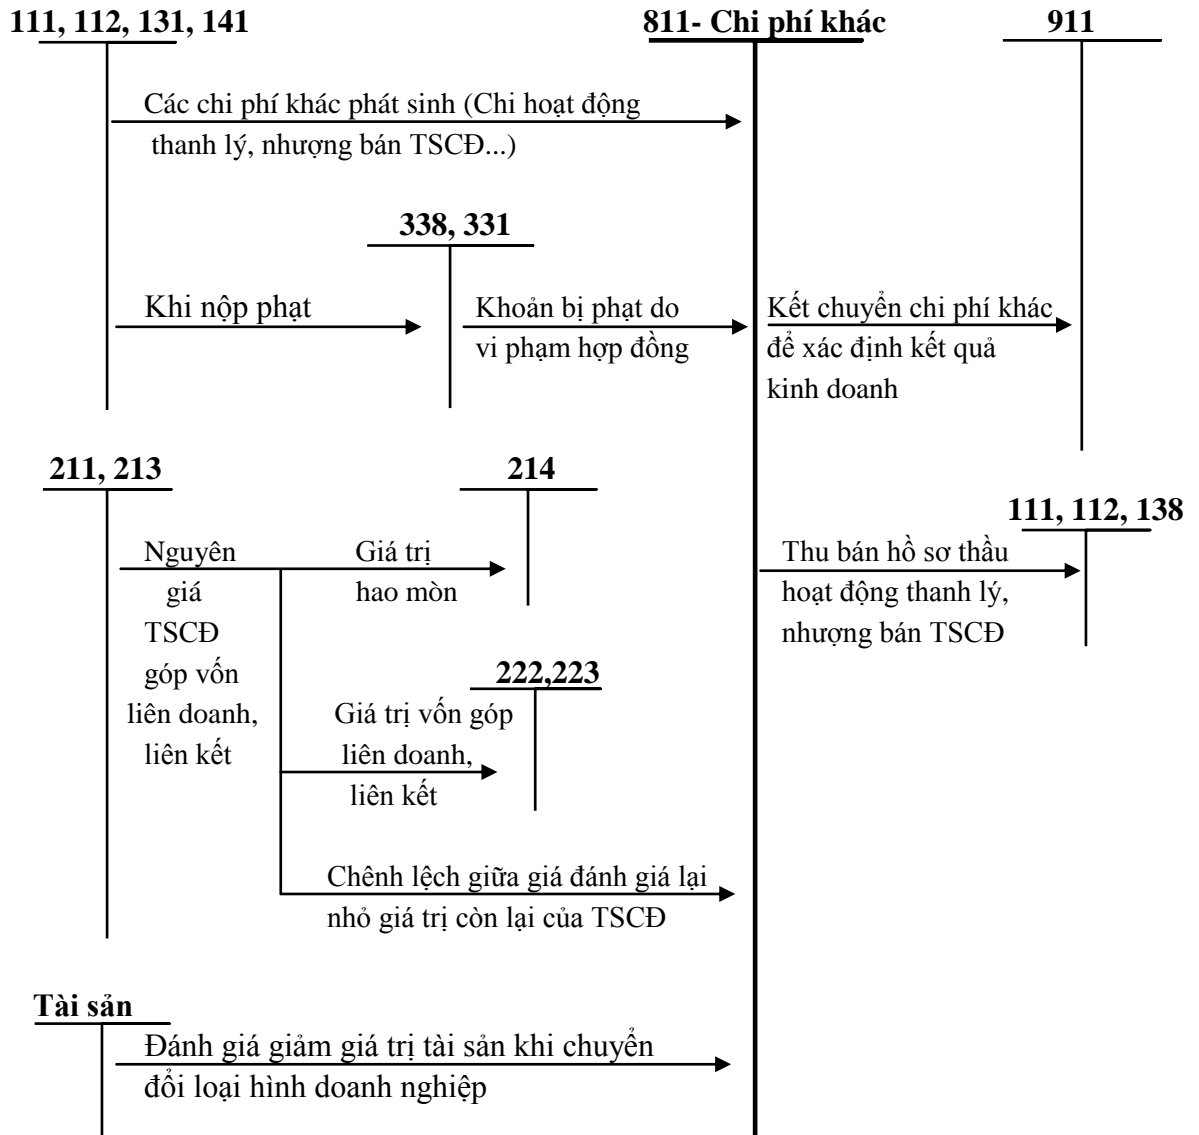 111, 112, 131, 141
811- Chi phí khác
911
Các chi phí khác phát sinh (Chi hoạt động
thanh lý, nhượng bán TSCĐ...)
338, 331
Khi nộp phạt
Khoản bị phạt do
vi phạm hợp đồng
Kết chuyển chi phí khác
để xác định kết quả
kinh doanh
211, 213
214
111, 112, 138
Nguyên
giá
TSCĐ
góp vốn
liên doanh,
liên kết
Giá trị
hao mòn
Thu bán hồ sơ thầu
hoạt động thanh lý,
nhượng bán TSCĐ
222,223
Giá trị vốn góp
liên doanh,
liên kết
Chênh lệch giữa giá đánh giá lại
nhỏ giá trị còn lại của TSCĐ
Tài sản
Đánh giá giảm giá trị tài sản khi chuyển
đổi loại hình doanh nghiệp